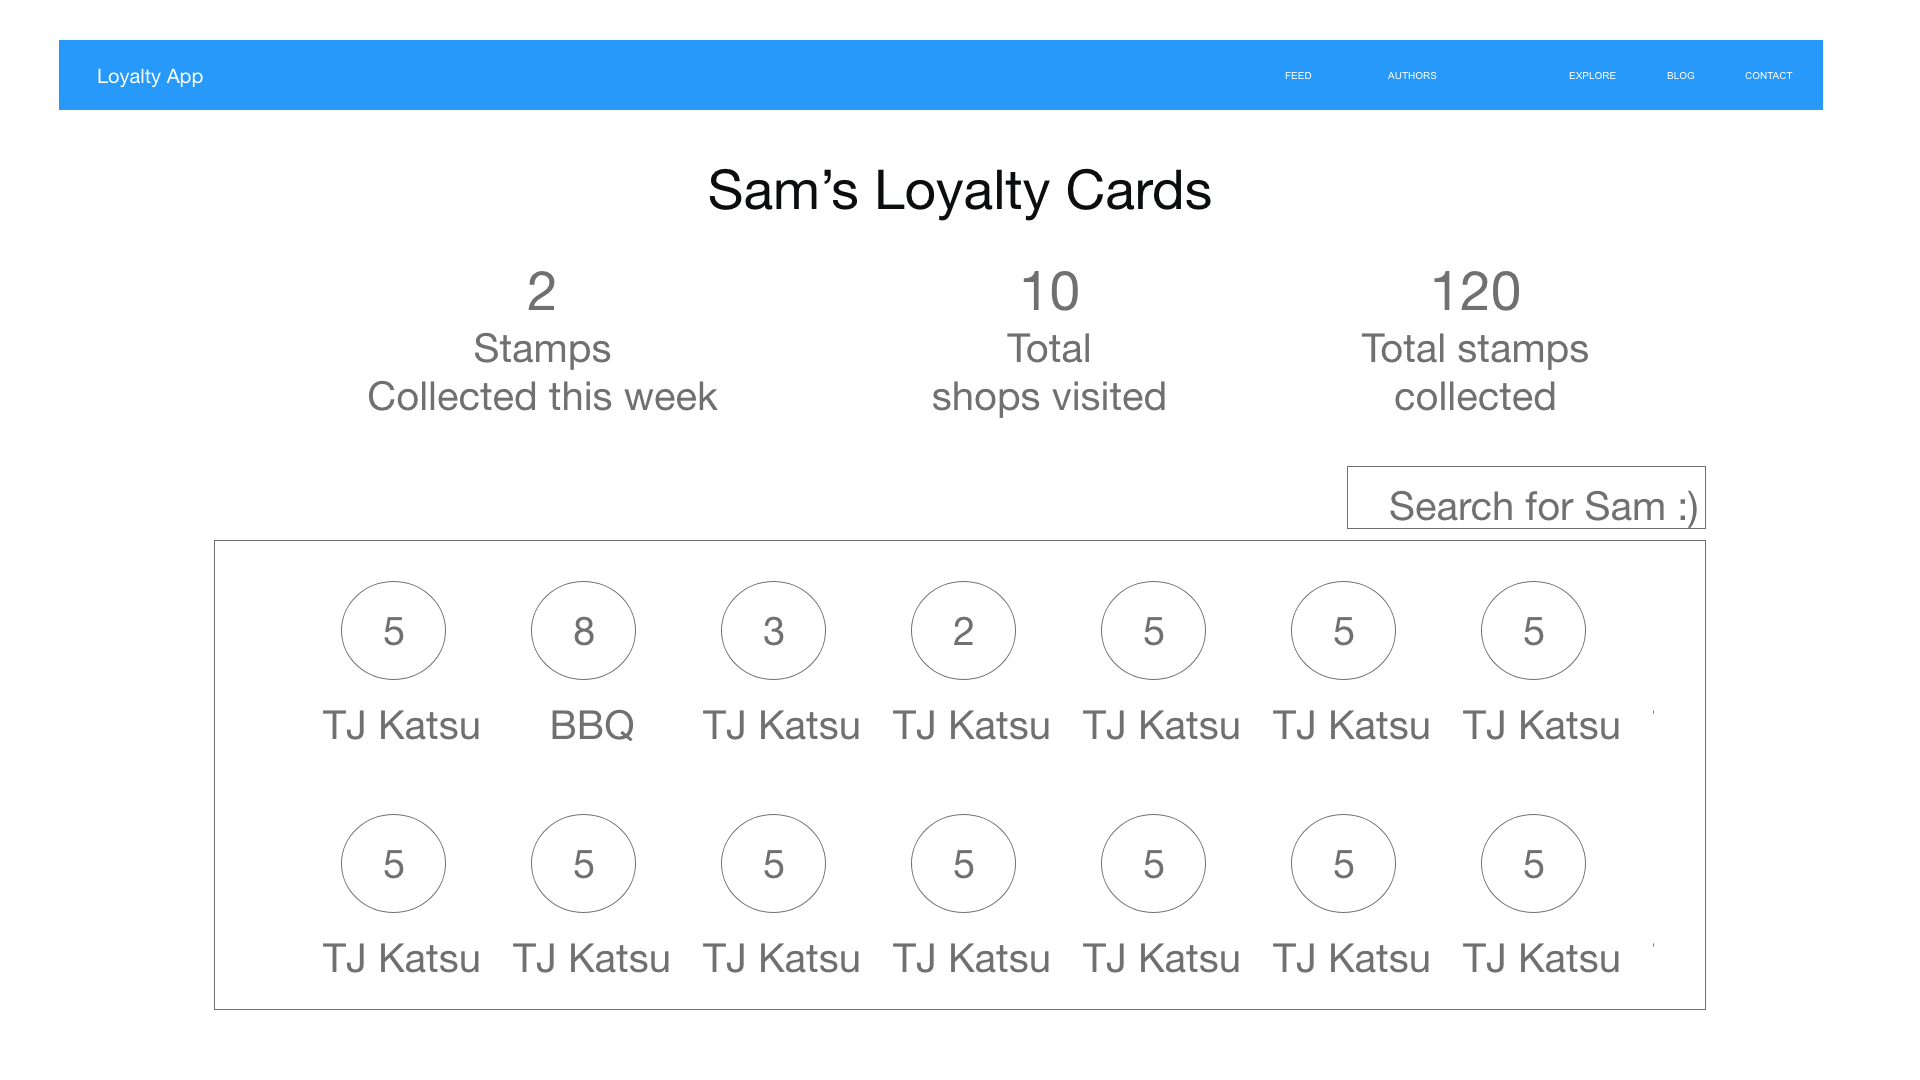 Loyalty App FEED AUTHORS EXPLORE BLOG CONTACT
Sam’s Loyalty Cards
2
Stamps
Collected this week
10
Total
shops visited
120
Total stamps
collected
Search for Sam :)
5 8 3 2 5 5 5
TJ Katsu BBQ TJ Katsu TJ Katsu TJ Katsu TJ Katsu TJ Katsu
5 5 5 5 5 5 5
TJ Katsu TJ Katsu TJ Katsu TJ Katsu TJ Katsu TJ Katsu TJ Katsu